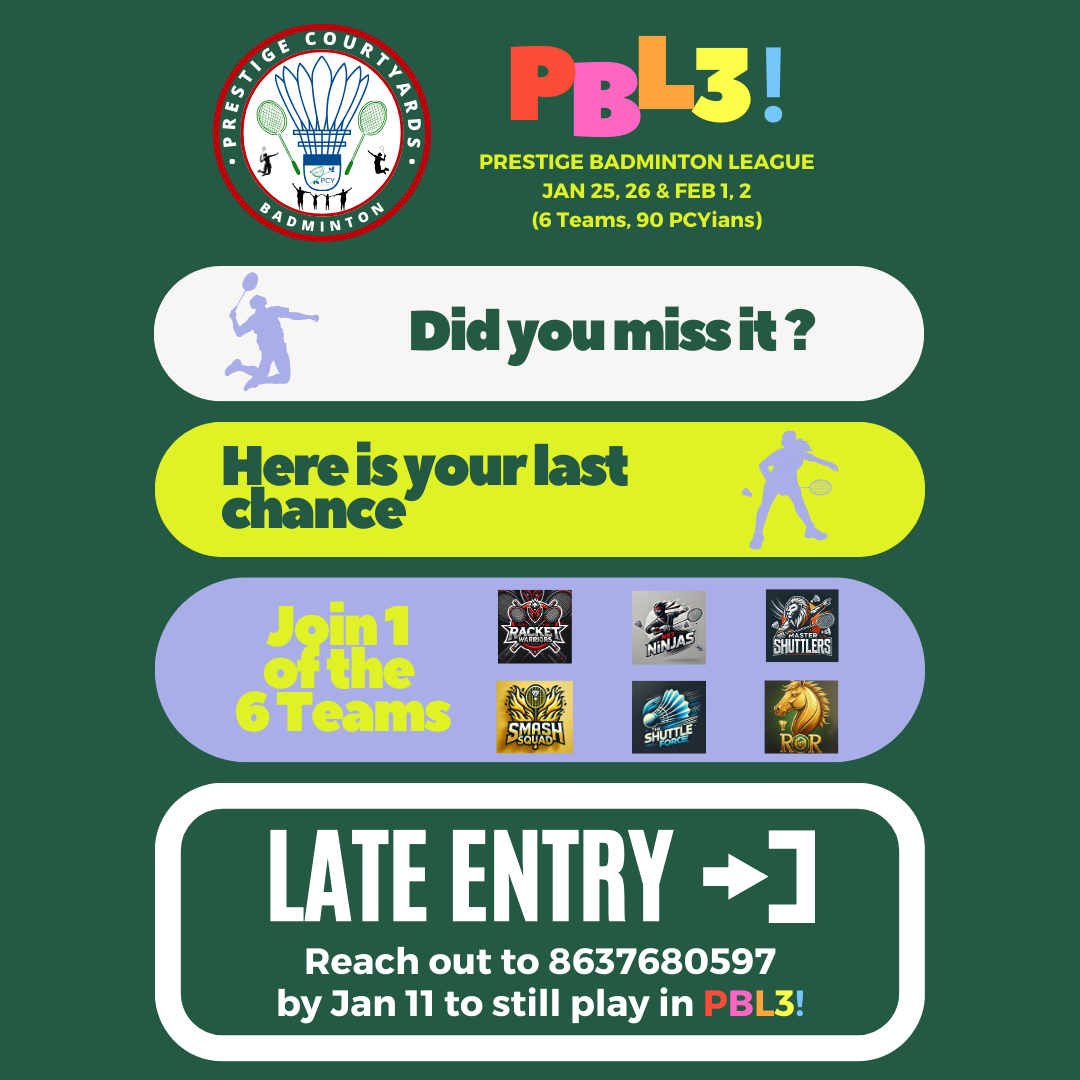 PRESTIGE COURTYARDS
PCY
BADMINTON
PBL3!
PRESTIGE BADMINTON LEAGUE
JAN 25, 26 & FEB 1, 2
(6 Teams, 90 PCYians)
Did you miss it ?
Here is your last
chance
Join 1
of the
6 Teams
RACKET
WARRIORS
NET
NINJAS
MASTER
SHUTTLERS
SMASH
SQUAD
THE
SHUTTLE
FORCE
ROR
LATE ENTRY
Reach out to 8637680597
by Jan 11 to still play in PBL3!